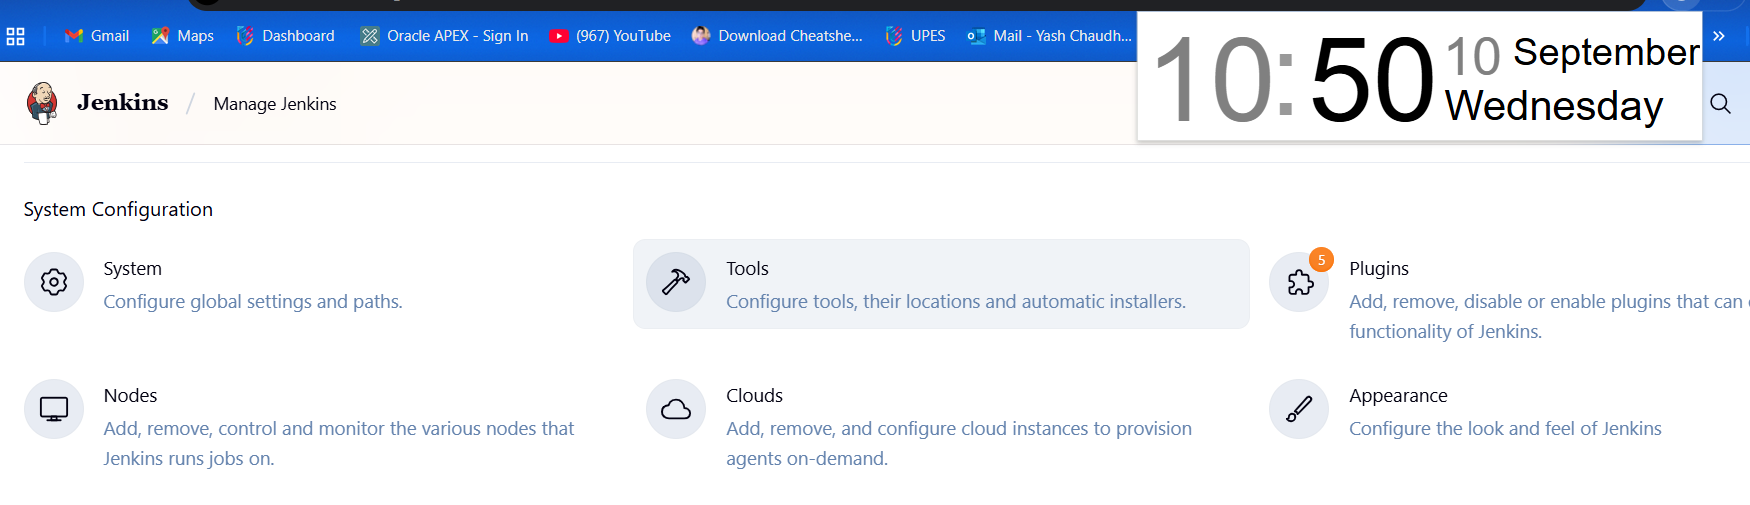 Gmail Maps Dashboard Oracle APEX - Sign In (967) YouTube Download Cheatshe... UPES Mail - Yash Chaudh... »
10:50 10 September
Wednesday
Jenkins / Manage Jenkins
System Configuration
System
Configure global settings and paths.
Tools
Configure tools, their locations and automatic installers.
5
Plugins
Add, remove, disable or enable plugins that can
functionality of Jenkins.
Nodes
Add, remove, control and monitor the various nodes that
Jenkins runs jobs on.
Clouds
Add, remove, and configure cloud instances to provision
agents on-demand.
Appearance
Configure the look and feel of Jenkins